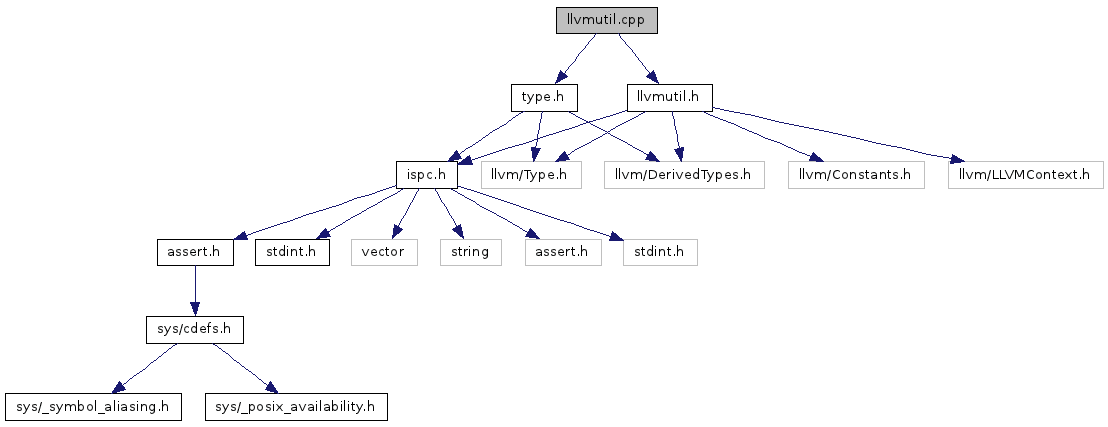 llvmutil.cpp
type.h
llvmutil.h
ispc.h
llvm/Type.h
llvm/DerivedTypes.h
llvm/Constants.h
llvm/LLVMContext.h
assert.h
stdint.h
vector
string
assert.h
stdint.h
sys/cdefs.h
sys/_symbol_aliasing.h
sys/_posix_availability.h